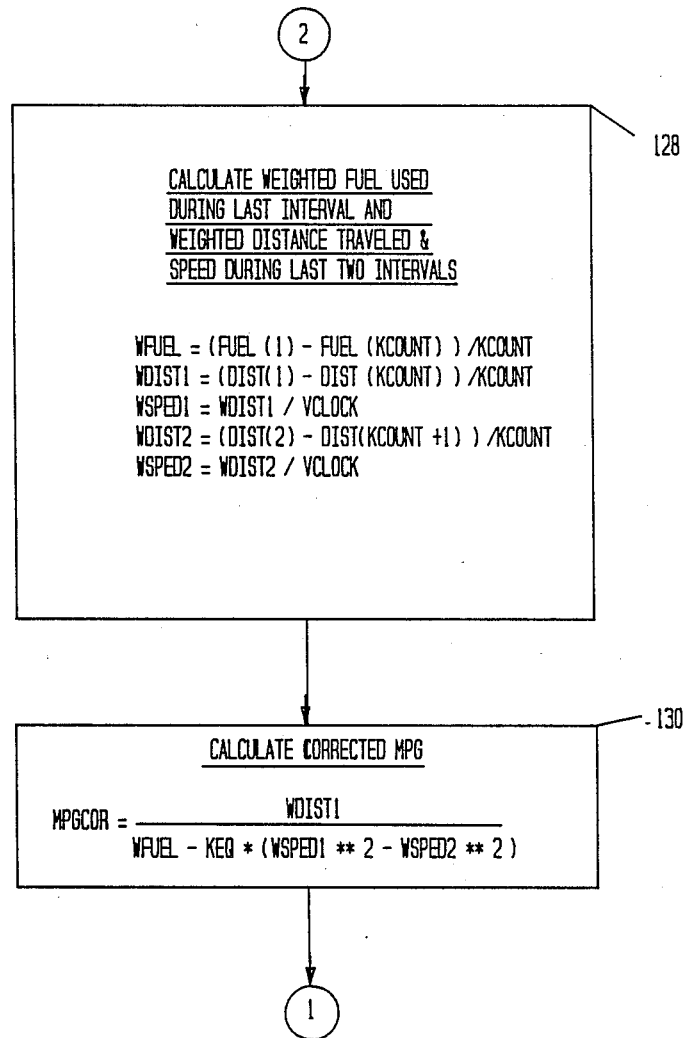 2
128
CALCULATE WEIGHTED FUEL USED
DURING LAST INTERVAL AND
WEIGHTED DISTANCE TRAVELED &
SPEED DURING LAST TWO INTERVALS
WFUEL = (FUEL (1) - FUEL (KCOUNT) ) /KCOUNT
WDIST1 = (DIST(1) - DIST (KCOUNT) ) /KCOUNT
WSPED1 = WDIST1 / VCLOCK
WDIST2 = (DIST(2) - DIST(KCOUNT +1) ) /KCOUNT
WSPED2 = WDIST2 / VCLOCK
130
CALCULATE CORRECTED MPG
WDIST1
MPGCOR =
WFUEL - KEQ * (WSPED1 ** 2 - WSPED2 ** 2 )
1